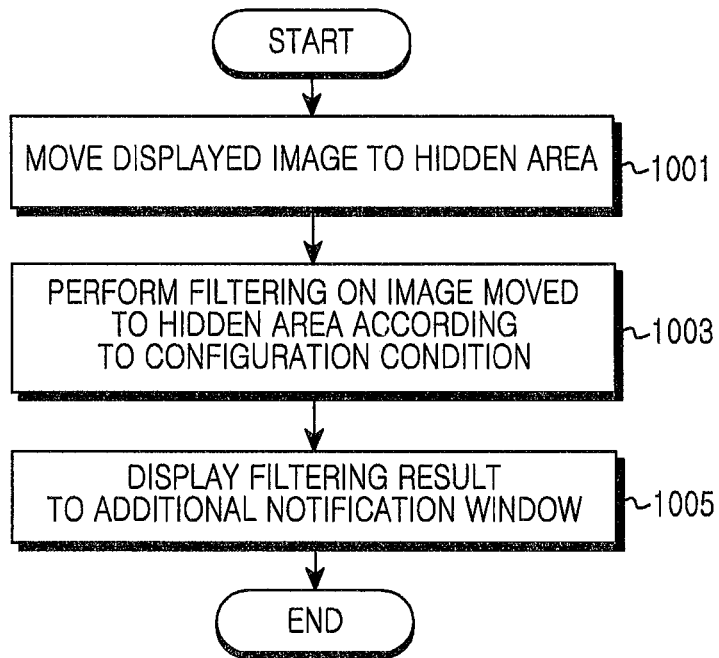 START
MOVE DISPLAYED IMAGE TO HIDDEN AREA
1001
PERFORM FILTERING ON IMAGE MOVED
TO HIDDEN AREA ACCORDING
TO CONFIGURATION CONDITION
1003
DISPLAY FILTERING RESULT
TO ADDITIONAL NOTIFICATION WINDOW
1005
END